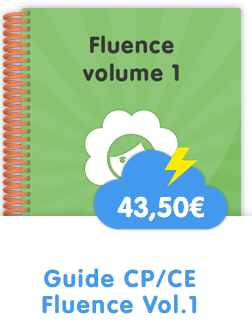 Fluence
volume 1
43,50€
Guide CP/CE
Fluence Vol.1